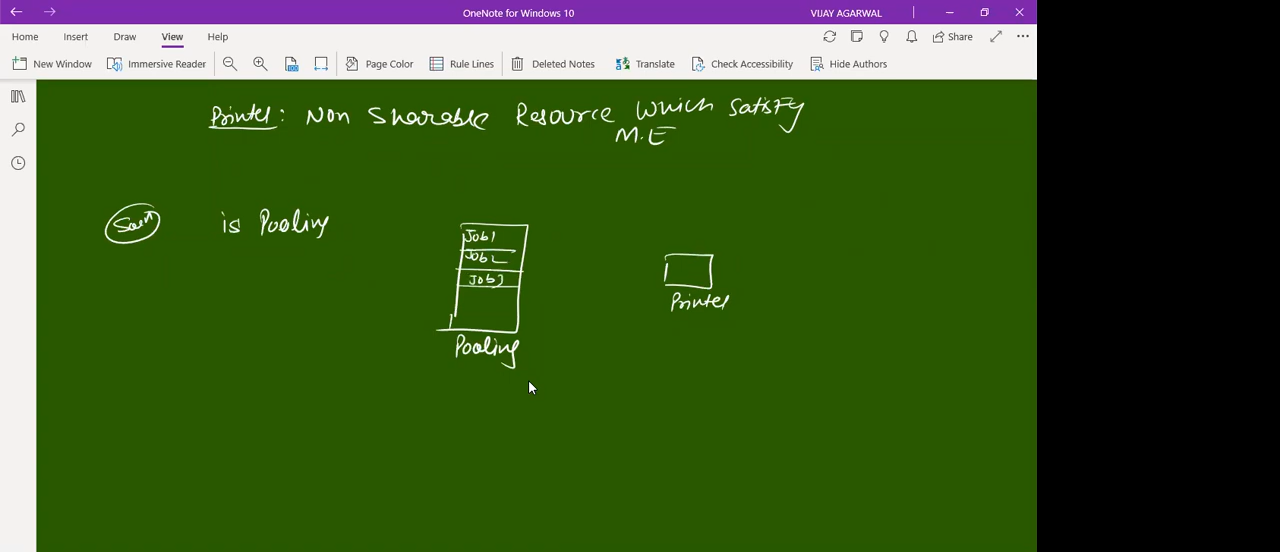 OneNote for Windows 10
VIJAY AGARWAL
Home Insert Draw View Help
Share
New Window Immersive Reader Page Color Rule Lines Deleted Notes Translate Check Accessibility Hide Authors
Printer: Non Sharable Resource Which Satisfy
M.E
is Pooling
Job1
Job2
Job3
Printer
Pooling